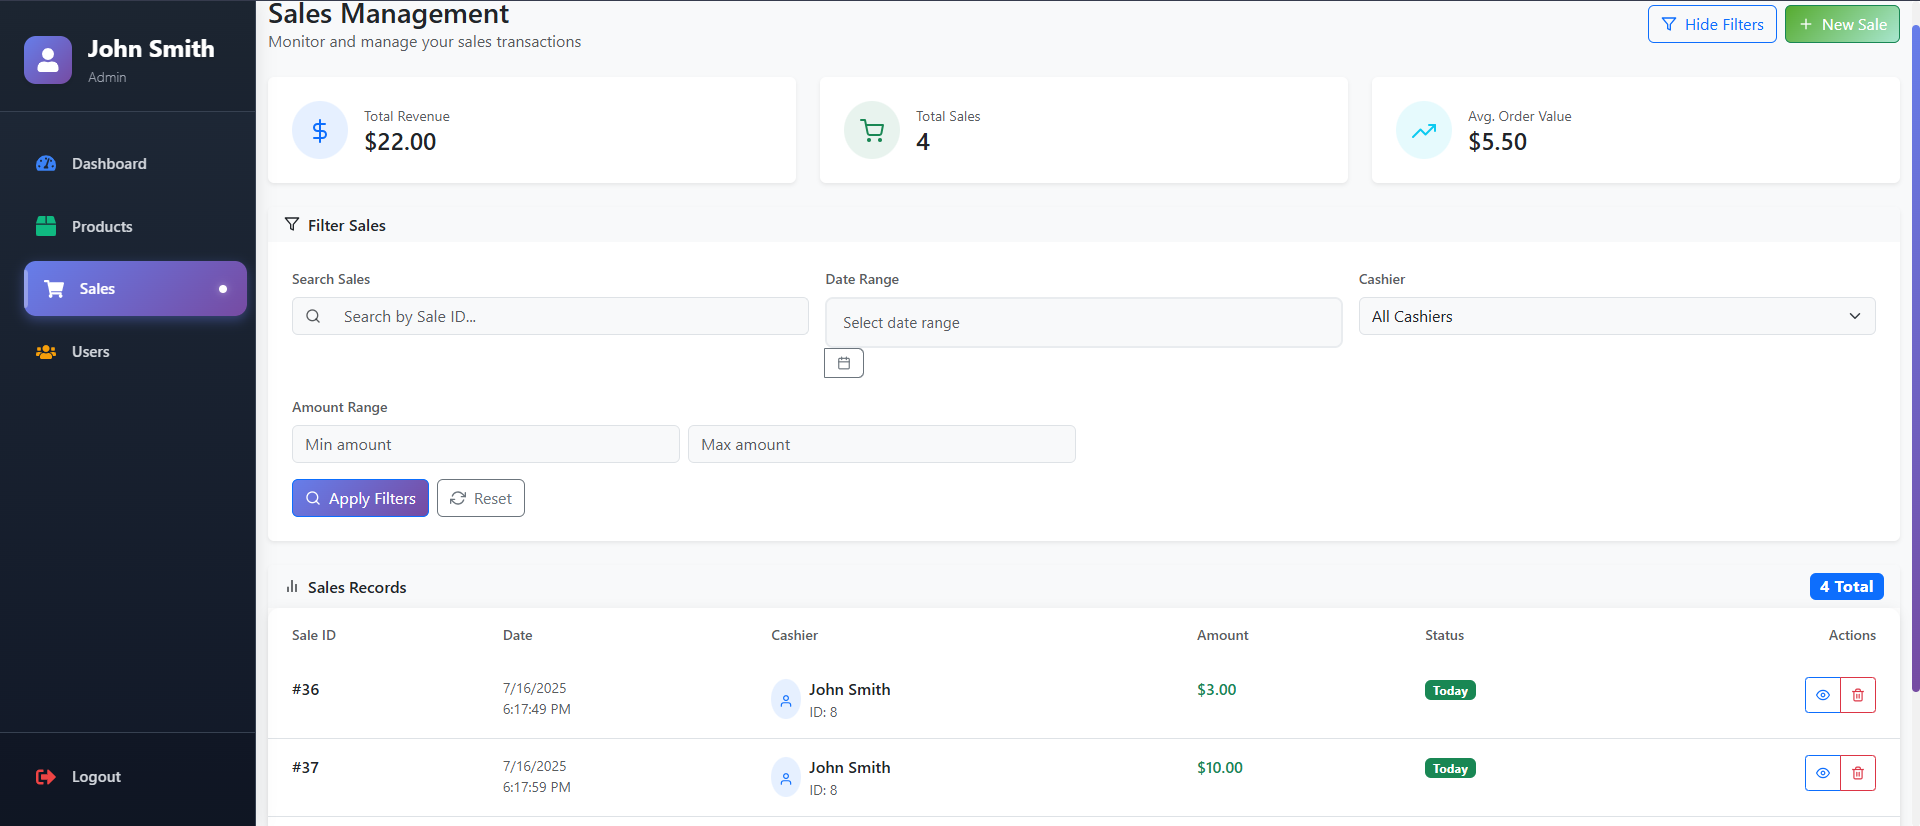 John Smith
Admin
Dashboard
Products
Sales
Users
Logout
Sales Management
Monitor and manage your sales transactions
Hide Filters
New Sale
Total Revenue
$22.00
Total Sales
4
Avg. Order Value
$5.50
Filter Sales
Search Sales
Search by Sale ID...
Date Range
Select date range
Cashier
All Cashiers
Amount Range
Min amount
Max amount
Apply Filters
Reset
Sales Records
4 Total
Sale ID Date Cashier Amount Status Actions
#36
7/16/2025
6:17:49 PM
John Smith
ID: 8
$3.00
Today
#37
7/16/2025
6:17:59 PM
John Smith
ID: 8
$10.00
Today